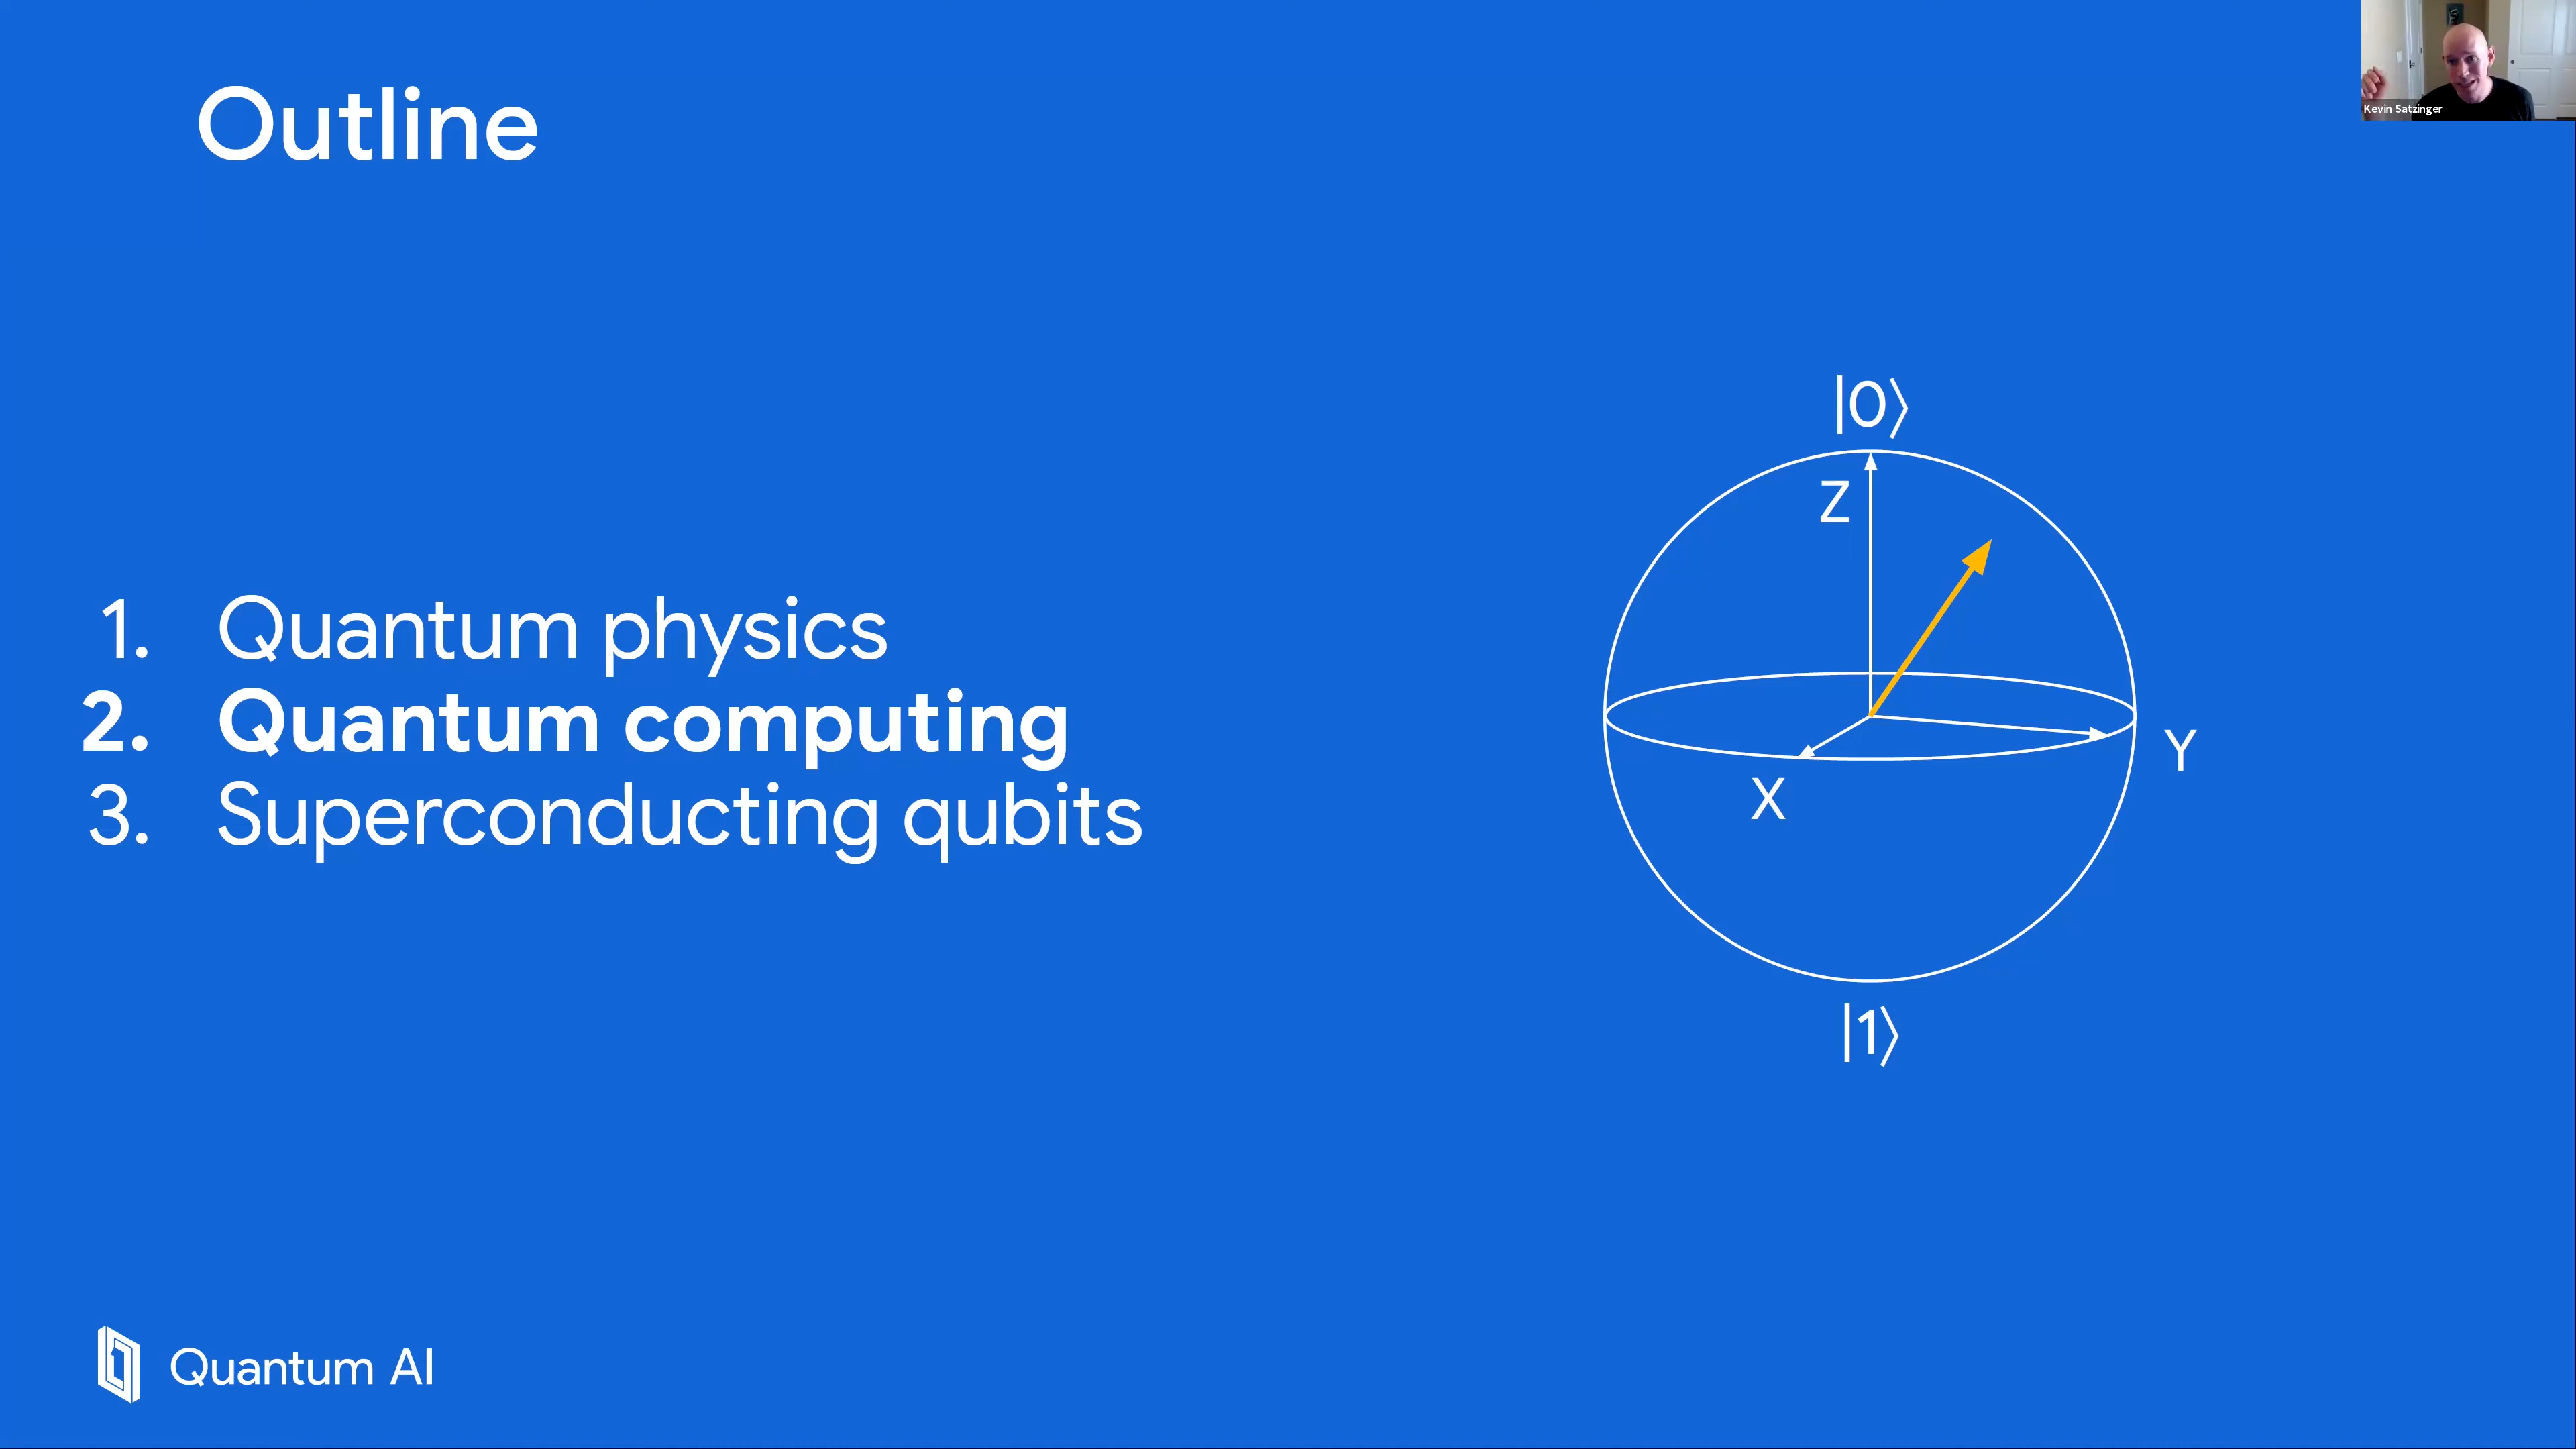 Outline
Kevin Satzinger
1. Quantum physics
2. Quantum computing
3. Superconducting qubits
|0⟩
Z
Y
X
|1⟩
Quantum AI